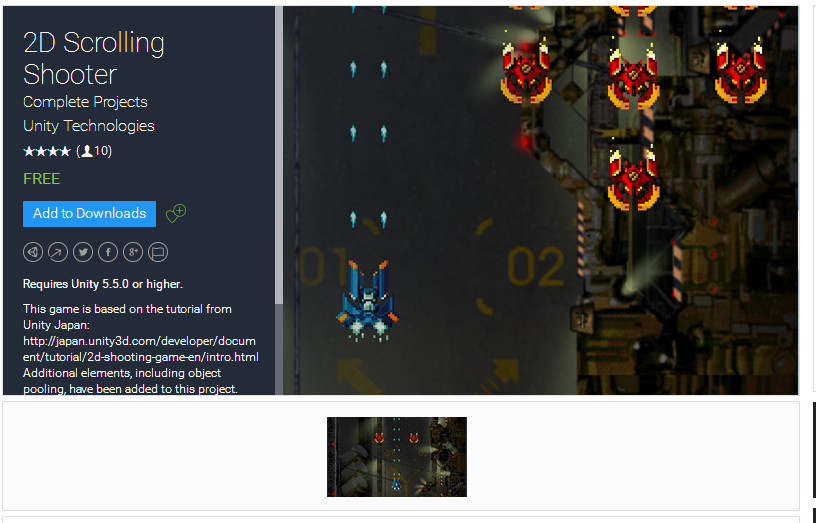 2D Scrolling
Shooter
Complete Projects
Unity Technologies
★★★★ (10)
FREE
Add to Downloads
Requires Unity 5.5.0 or higher.
This game is based on the tutorial from
Unity Japan:
http://japan.unity3d.com/developer/docum
ent/tutorial/2d-shooting-game-en/intro.html
Additional elements, including object
pooling, have been added to this project.
01
02